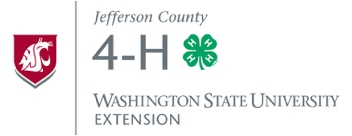 Jefferson County
4-H
H H H H
WASHINGTON STATE UNIVERSITY
EXTENSION